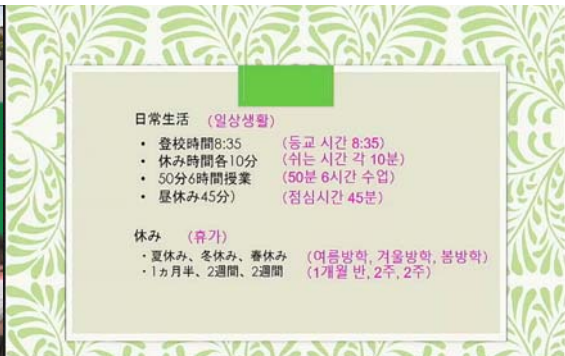 日常生活 (일상생활)
• 登校時間8:35 (등교 시간 8:35)
• 休み時間各10分 (쉬는 시간 각 10분)
• 50分6時間授業 (50분 6시간 수업)
• 昼休み45分) (점심시간 45분)
休み (휴가)
・夏休み、冬休み、春休み (여름방학, 겨울방학, 봄방학)
・1ヵ月半、2週間、2週間 (1개월 반, 2주, 2주)